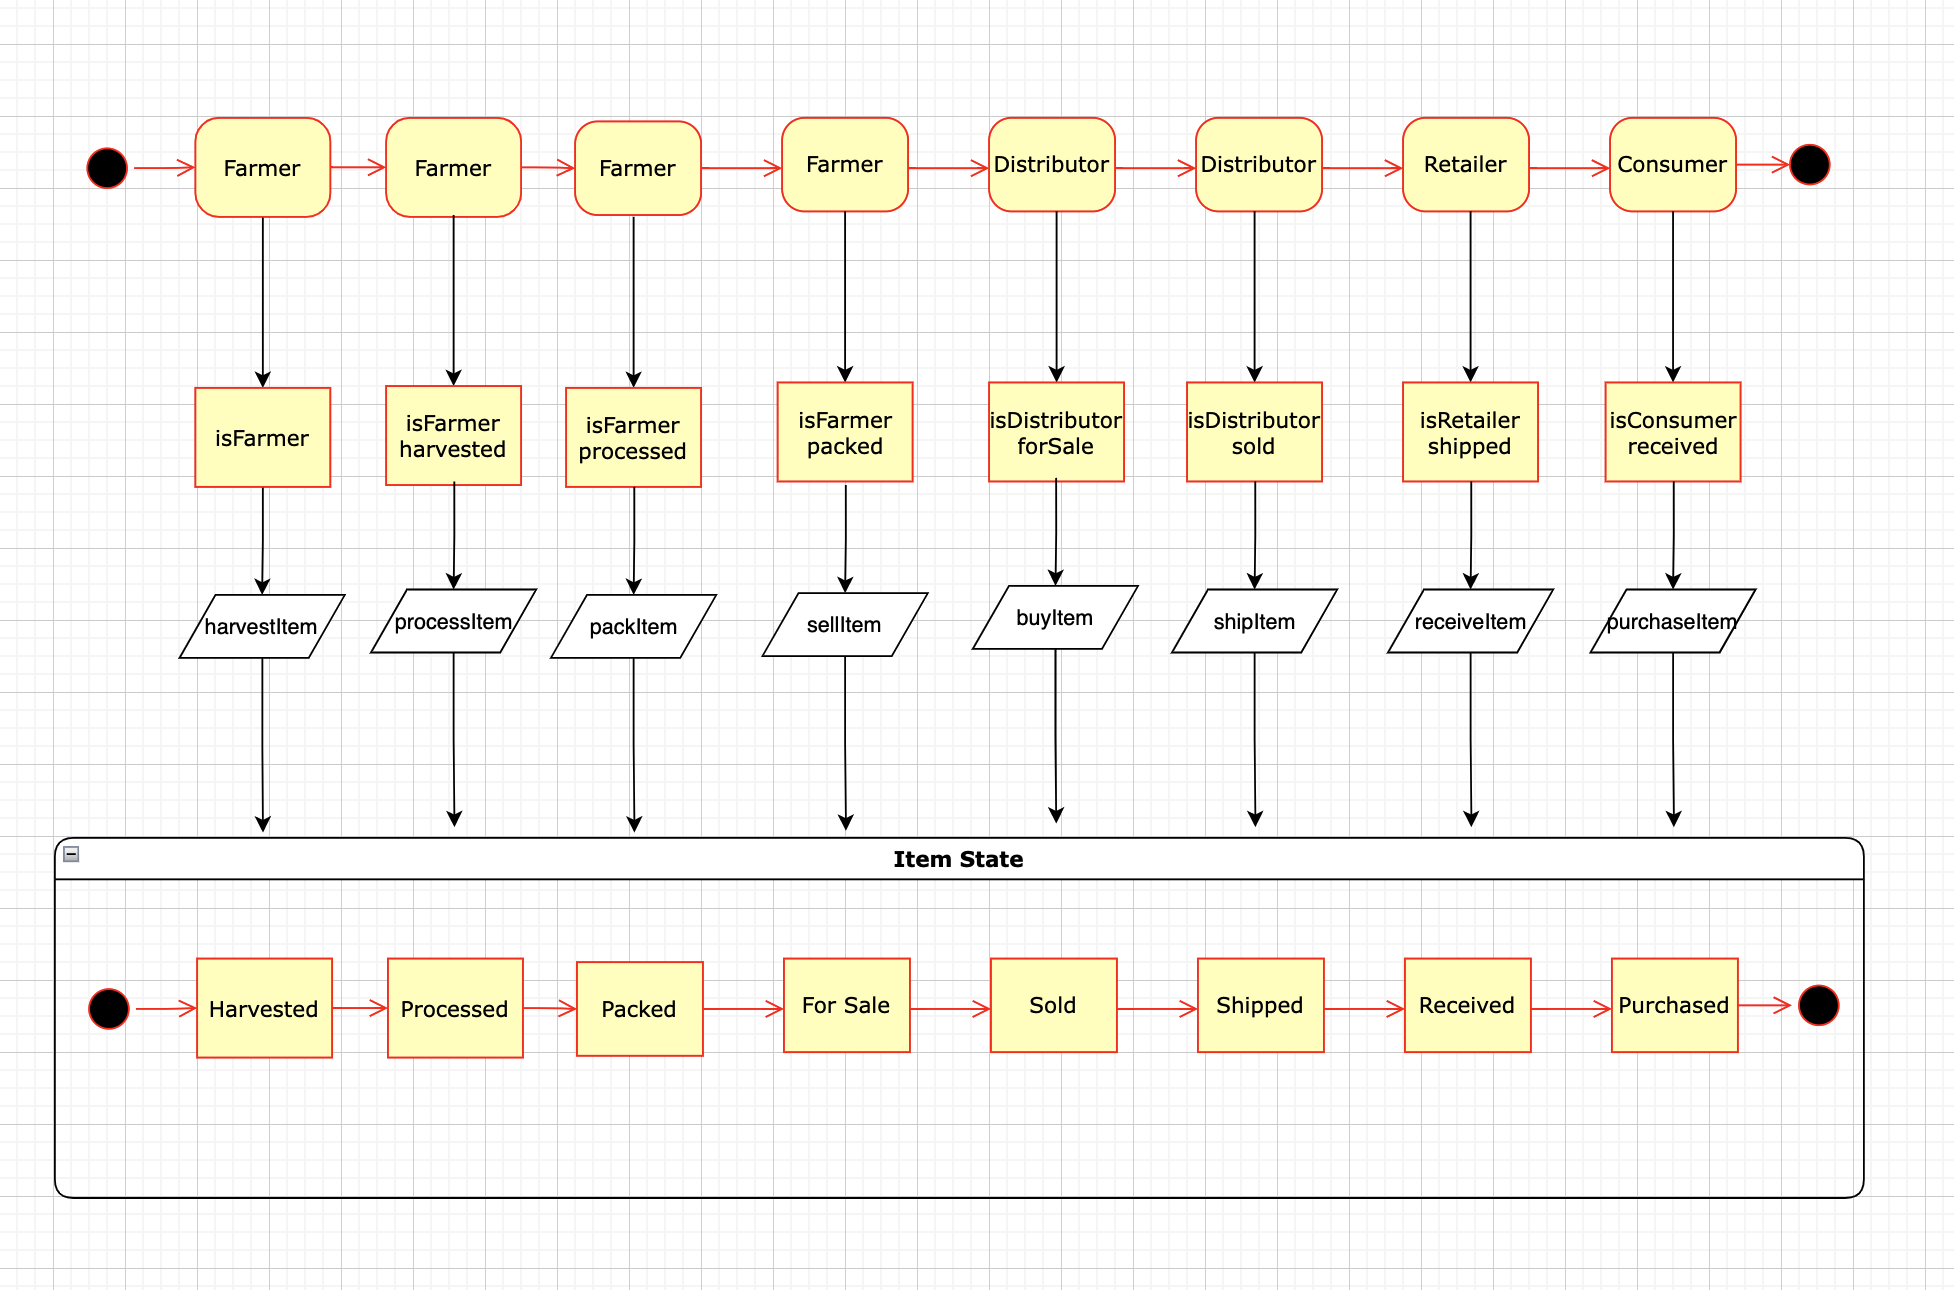 Farmer
Farmer
Farmer
Farmer
Distributor
Distributor
Retailer
Consumer
isFarmer
isFarmer
harvested
isFarmer
processed
isFarmer
packed
isDistributor
forSale
isDistributor
sold
isRetailer
shipped
isConsumer
received
harvestItem
processItem
packItem
sellItem
buyItem
shipItem
receiveItem
purchaseItem
Item State
Harvested
Processed
Packed
For Sale
Sold
Shipped
Received
Purchased